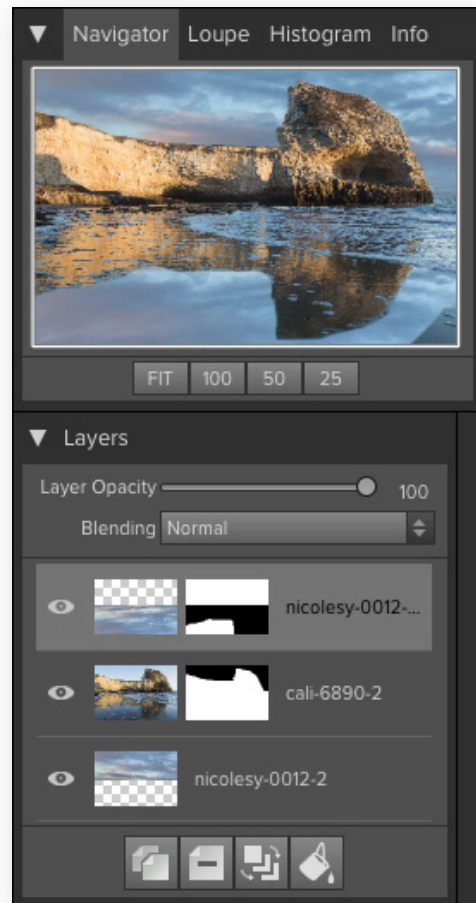 Navigator Loupe Histogram Info
FIT 100 50 25
Layers
Layer Opacity 100
Blending Normal
nicolesy-0012-...
cali-6890-2
nicolesy-0012-2